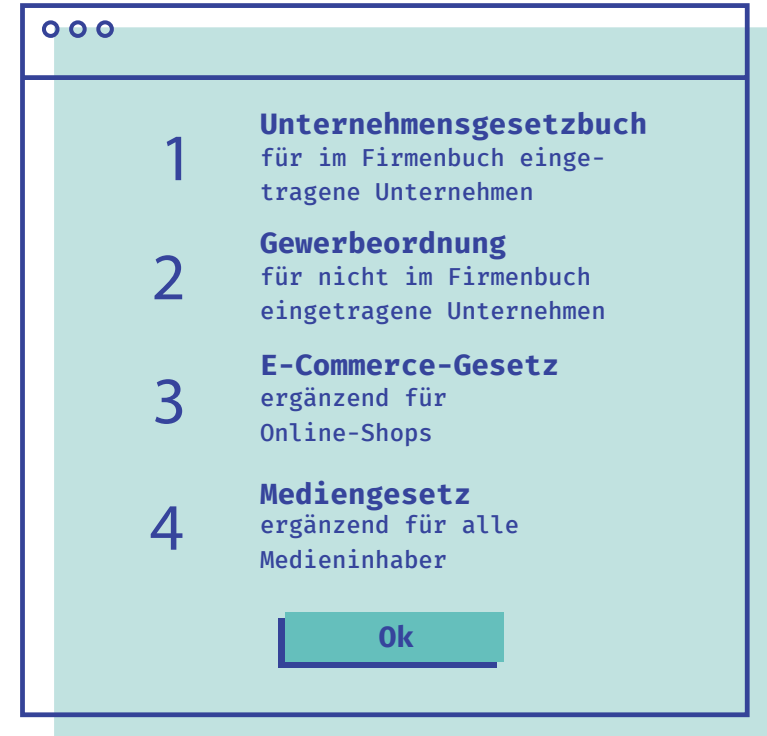 1
Unternehmensgesetzbuch
für im Firmenbuch einge-
tragene Unternehmen
2
Gewerbeordnung
für nicht im Firmenbuch
eingetragene Unternehmen
3
E-Commerce-Gesetz
ergänzend für
Online-Shops
4
Mediengesetz
ergänzend für alle
Medieninhaber
Ok